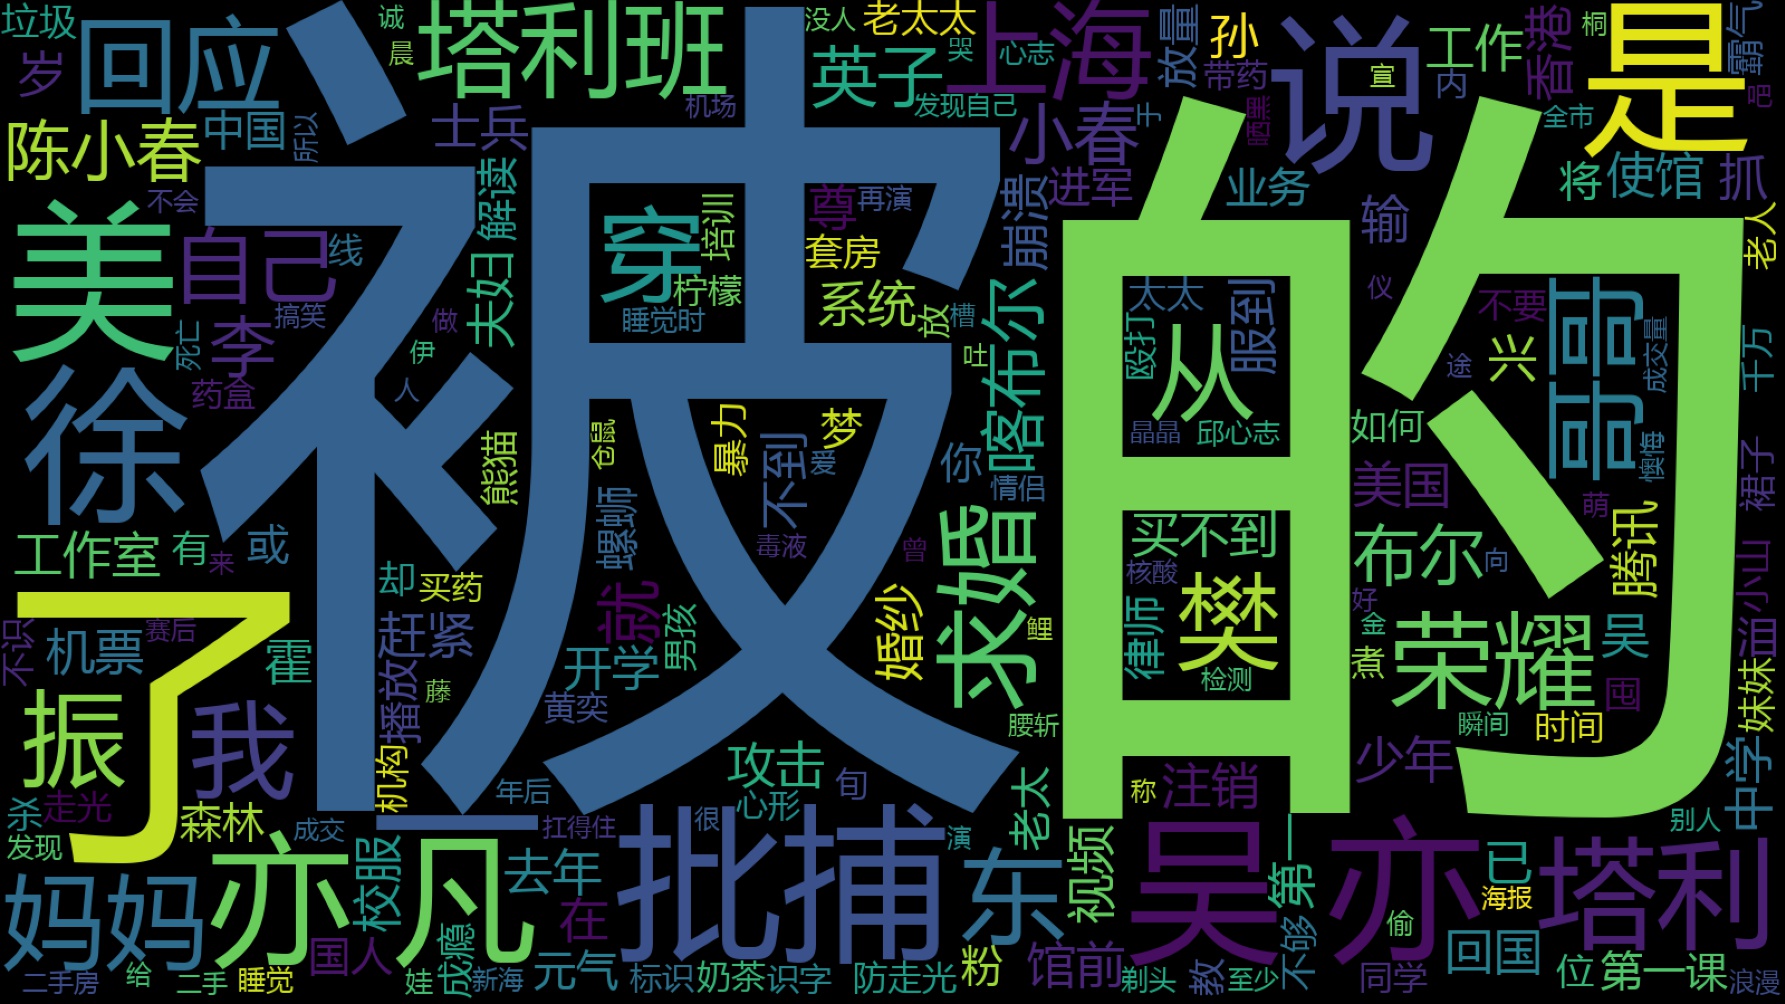 垃圾
回应
诚
晨
塔利班
没人
老太太
上海
放量
孙
说
宣
工作
内
香港
桐
是
霸气
吧
岁
英子
哭
心志
带药
发现自己
机场
陈小春
中国
所以
士兵
小春
上
晒黑
全市
不会
解读
穿
培训
尊
再演
崩溃
进军
业务
输
将
使馆
抓
老人
美
自己
线
夫妇
柠檬
套房
系统
放
槽
太太
服到
仪
不要
哥哥
搞笑
睡觉时
做
死亡
李
伊
药盒
人
吐
喀布尔
殴打
从
途
兴
成交量
千万
徐
被
的
熊猫
仓鼠
暴力
梦
不到
爱
你
情侣
晶晶
邱心志
如何
懊悔
美国
萌
裙子
工作室
有
来
或
螺蛳
毒液
曾
求婚
买不到
核酸
布尔
向
腾讯
了
却
买药
就
男孩
婚纱
鲤
律师
樊
检测
好
金
煮
荣耀
吴
囤
泪小山
不识
机票
赛后
霍
赶紧
开学
播放
藤
黄奕
腰斩
瞬间
时间
妹妹
振
我
机构
年后
攻击
心形
旬
老太
称
注销
少年
中学
杀
走光
发现
森林
成交
一
扛得住
批捕
很
演
别人
妈妈
亦凡
校服
去年
在
东
视频
吴亦
第一
已
海报
塔利
偷
国人
成瘾
元气
粉
馆前
不够
回国
二手房
给
二手
睡觉
娃
新海
标识
奶茶
识字
防走光
剃头
教
至少
同学
位
第一课
浪漫